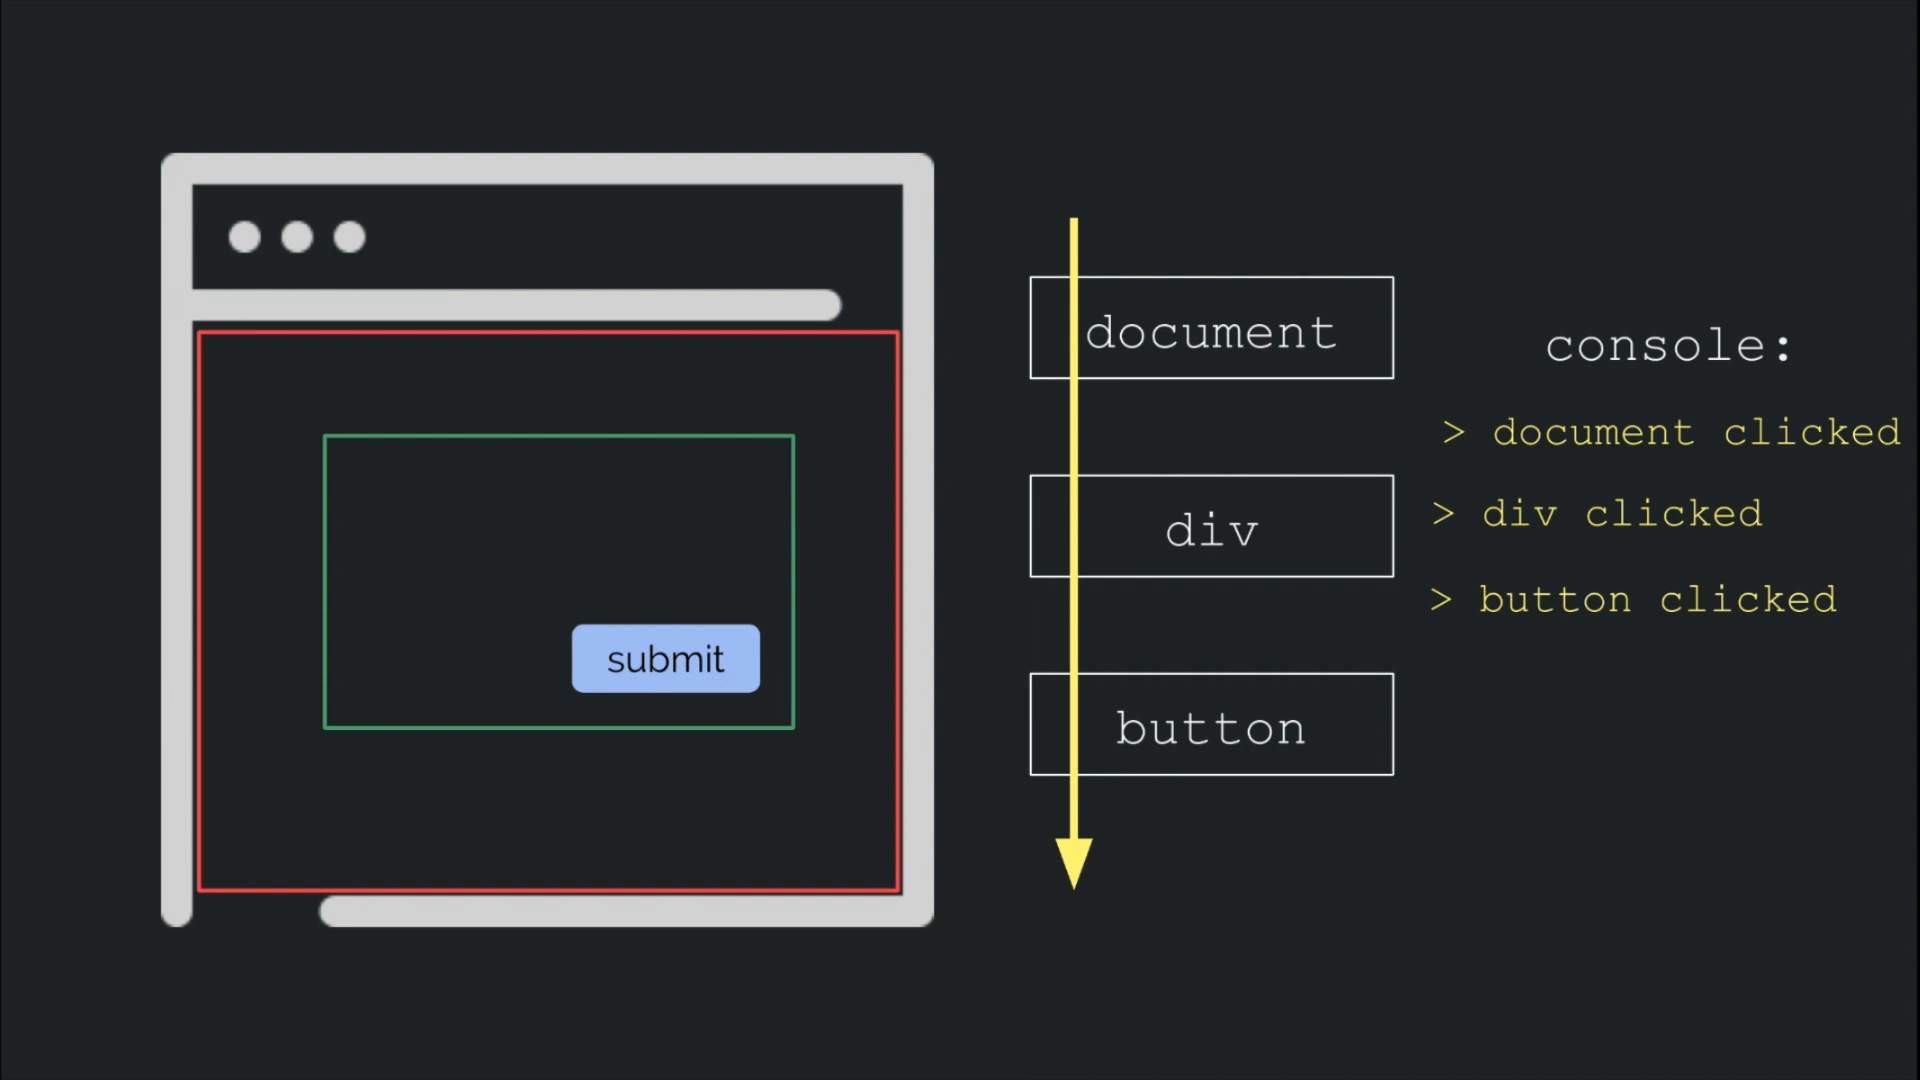 submit
document
div
button
console:
> document clicked
> div clicked
> button clicked